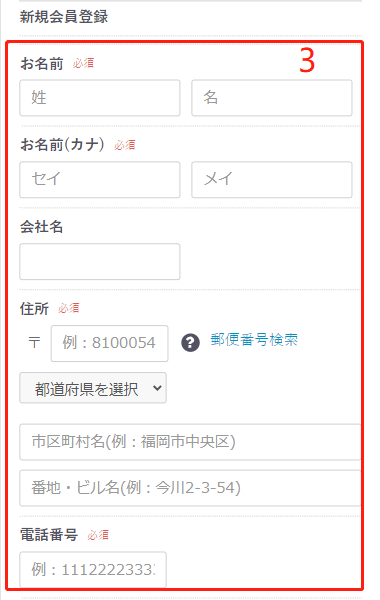 新規会員登録
3
お名前 必須
姓 名
お名前(カナ) 必須
セイ メイ
会社名
住所 必須
〒 例：8100054 ? 郵便番号検索
都道府県を選択
市区町村名(例：福岡市中央区)
番地・ビル名(例：今川2-3-54)
電話番号 必須
例：1112222333